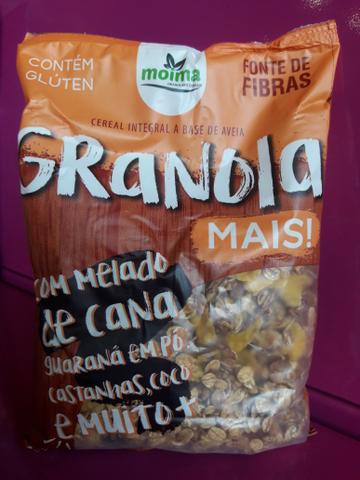 CONTÉM
GLÚTEN
moima
FONTE DE
FIBRAS
CEREAL INTEGRAL A BASE DE AVEIA
GRANOLA
MAIS!
COM MELADO
de CANA
GUARANÁ EM PÓ,
CASTANHAS, COCO
e MUITO +